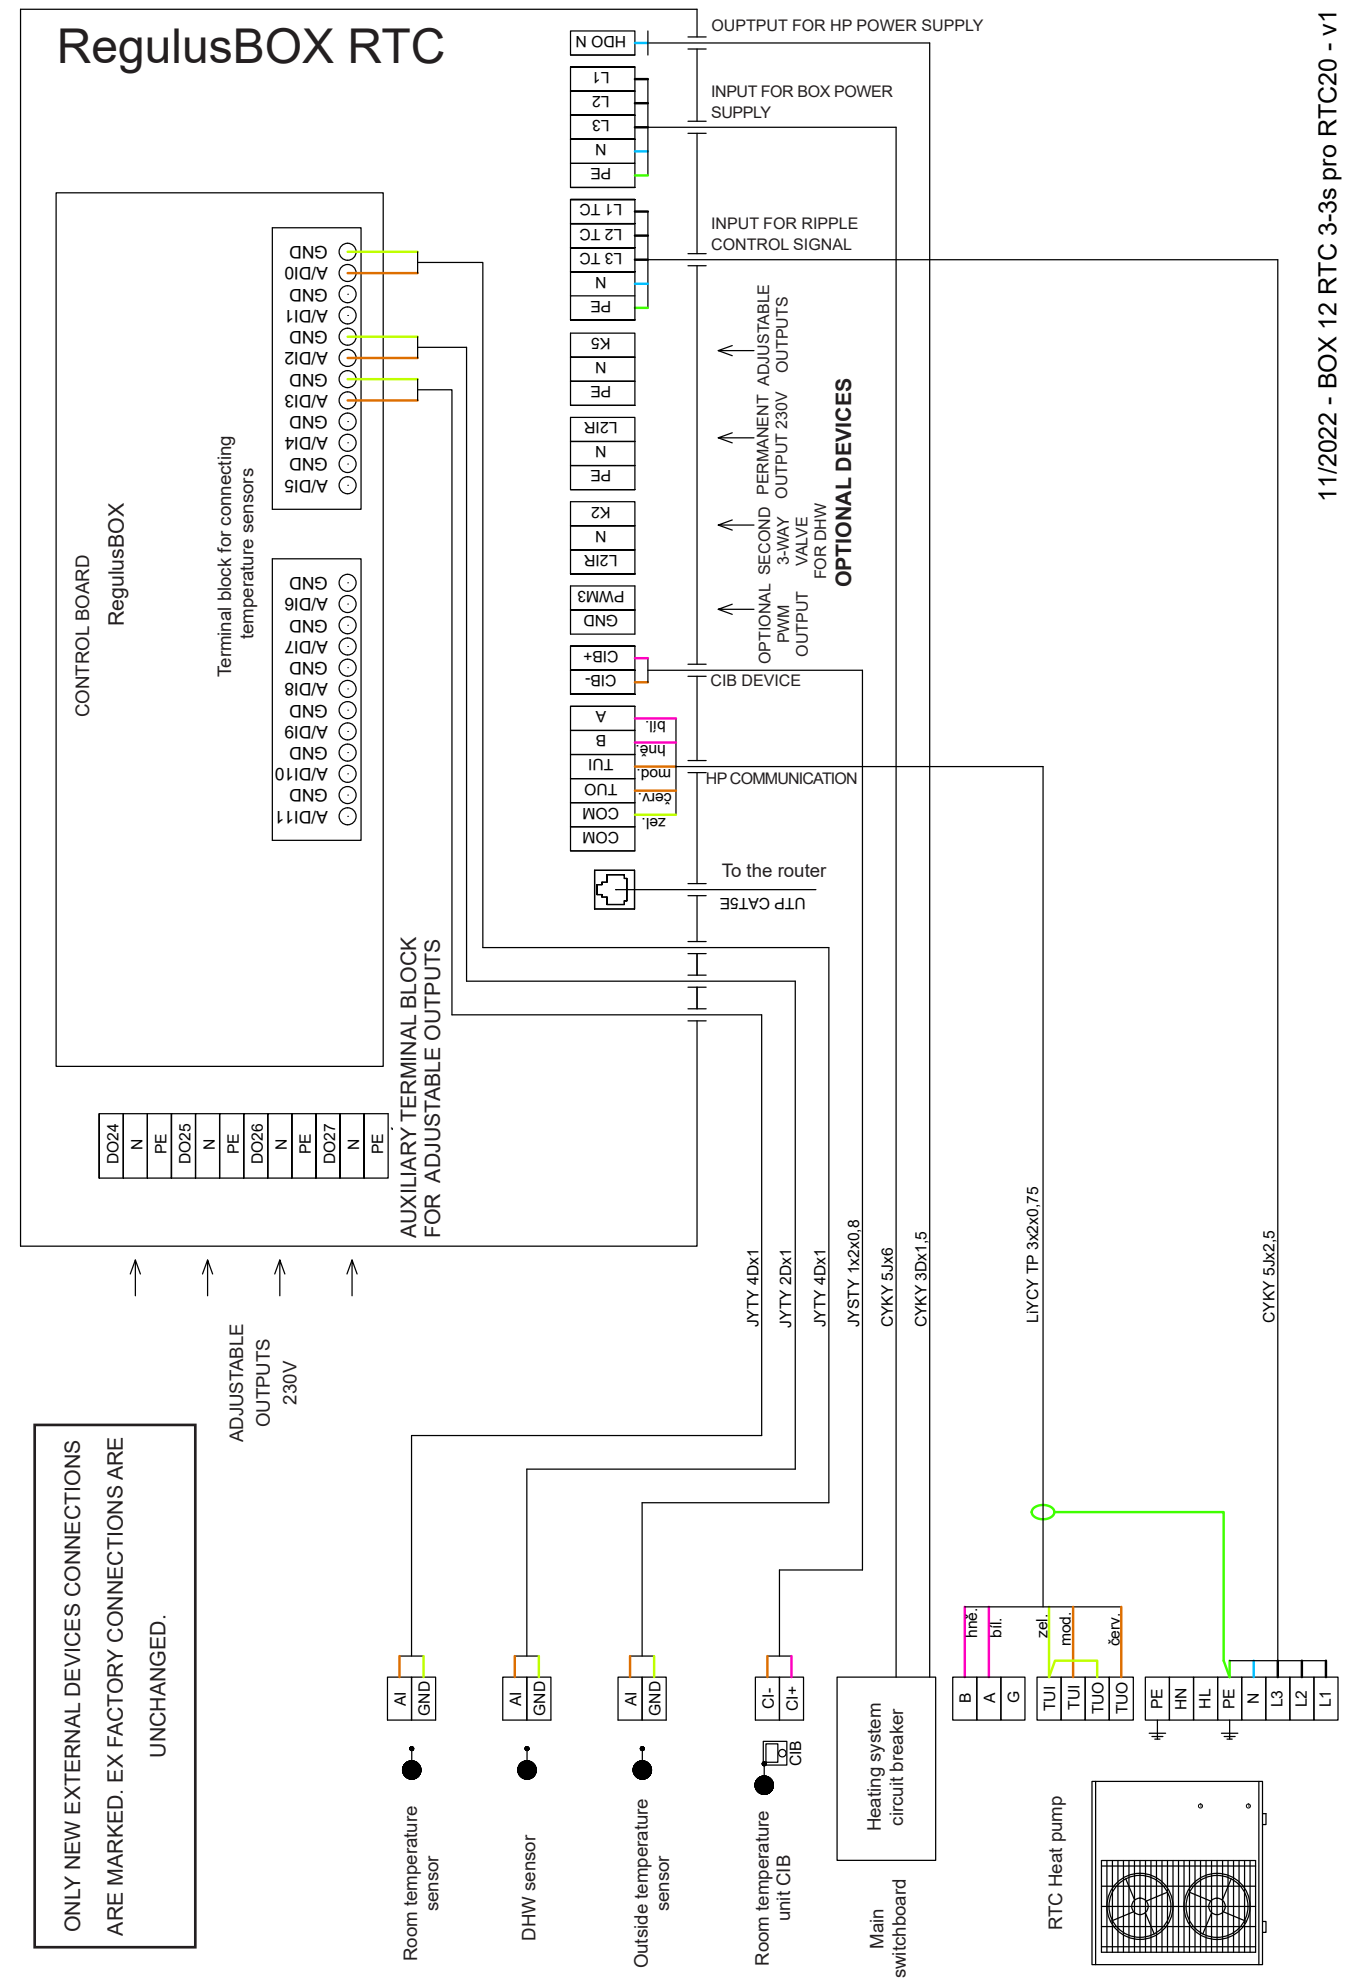 RegulusBOX RTC
HDO N
OUPTPUT FOR HP POWER SUPPLY
L1
L2
L3
N
PE
INPUT FOR BOX POWER
SUPPLY
L1 TC
L2 TC
L3 TC
N
PE
INPUT FOR RIPPLE
CONTROL SIGNAL
K5
N
PE
ADJUSTABLE
OUTPUTS
L2IR
N
PE
PERMANENT
OUTPUT 230V
K2
N
L2IR
SECOND
3-WAY
VALVE
FOR DHW
PWM3
GND
OPTIONAL
PWM
OUTPUT
OPTIONAL DEVICES
CIB+
CIB-
CIB DEVICE
A
B
TUI
TUO
COM
COM
bíl.
hně.
mod.
červ.
zel.
HP COMMUNICATION
To the router
UTP CAT5E
11/2022 - BOX 12 RTC 3-3s pro RTC20 - v1
CONTROL BOARD
RegulusBOX
Terminal block for connecting
temperature sensors
GND
A/DI0
GND
A/DI1
GND
A/DI2
GND
A/DI3
GND
A/DI4
GND
A/DI5
GND
A/DI6
GND
A/DI7
GND
A/DI8
GND
A/DI9
GND
A/DI10
GND
A/DI11
AUXILIARY TERMINAL BLOCK
FOR ADJUSTABLE OUTPUTS
DO24
N
PE
DO25
N
PE
DO26
N
PE
DO27
N
PE
ADJUSTABLE
OUTPUTS
230V
JYTY 4Dx1
JYTY 2Dx1
JYTY 4Dx1
JYSTY 1x2x0,8
CYKY 5Jx6
CYKY 3Dx1,5
LiYCY TP 3x2x0,75
CYKY 5Jx2,5
ONLY NEW EXTERNAL DEVICES CONNECTIONS
ARE MARKED. EX FACTORY CONNECTIONS ARE
UNCHANGED.
AI
GND
Room temperature
sensor
AI
GND
DHW sensor
AI
GND
Outside temperature
sensor
CI-
CI+
CIB
Room temperature
unit CIB
Heating system
circuit breaker
Main
switchboard
hně.
bíl.
zel.
mod.
červ.
B
A
G
TUI
TUI
TUO
TUO
PE
HN
HL
PE
N
L3
L2
L1
RTC Heat pump